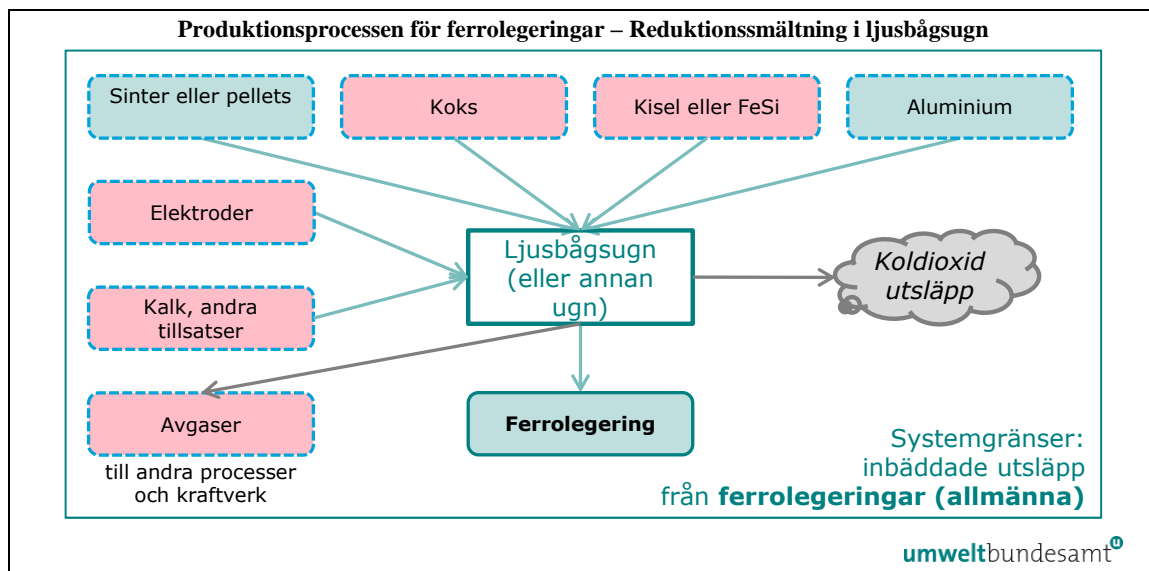 Produktionsprocessen för ferrolegeringar – Reduktionssmältning i ljusbågsugn
Sinter eller pellets
Koks
Kisel eller FeSi
Aluminium
Elektroder
Ljusbågsugn
(eller annan
ugn)
Koldioxid
utsläpp
Kalk, andra
tillsatser
Avgaser
Ferrolegering
till andra processer
och kraftverk
Systemgränser:
inbäddade utsläpp
från ferrolegeringar (allmänna)
umweltbundesamt
u